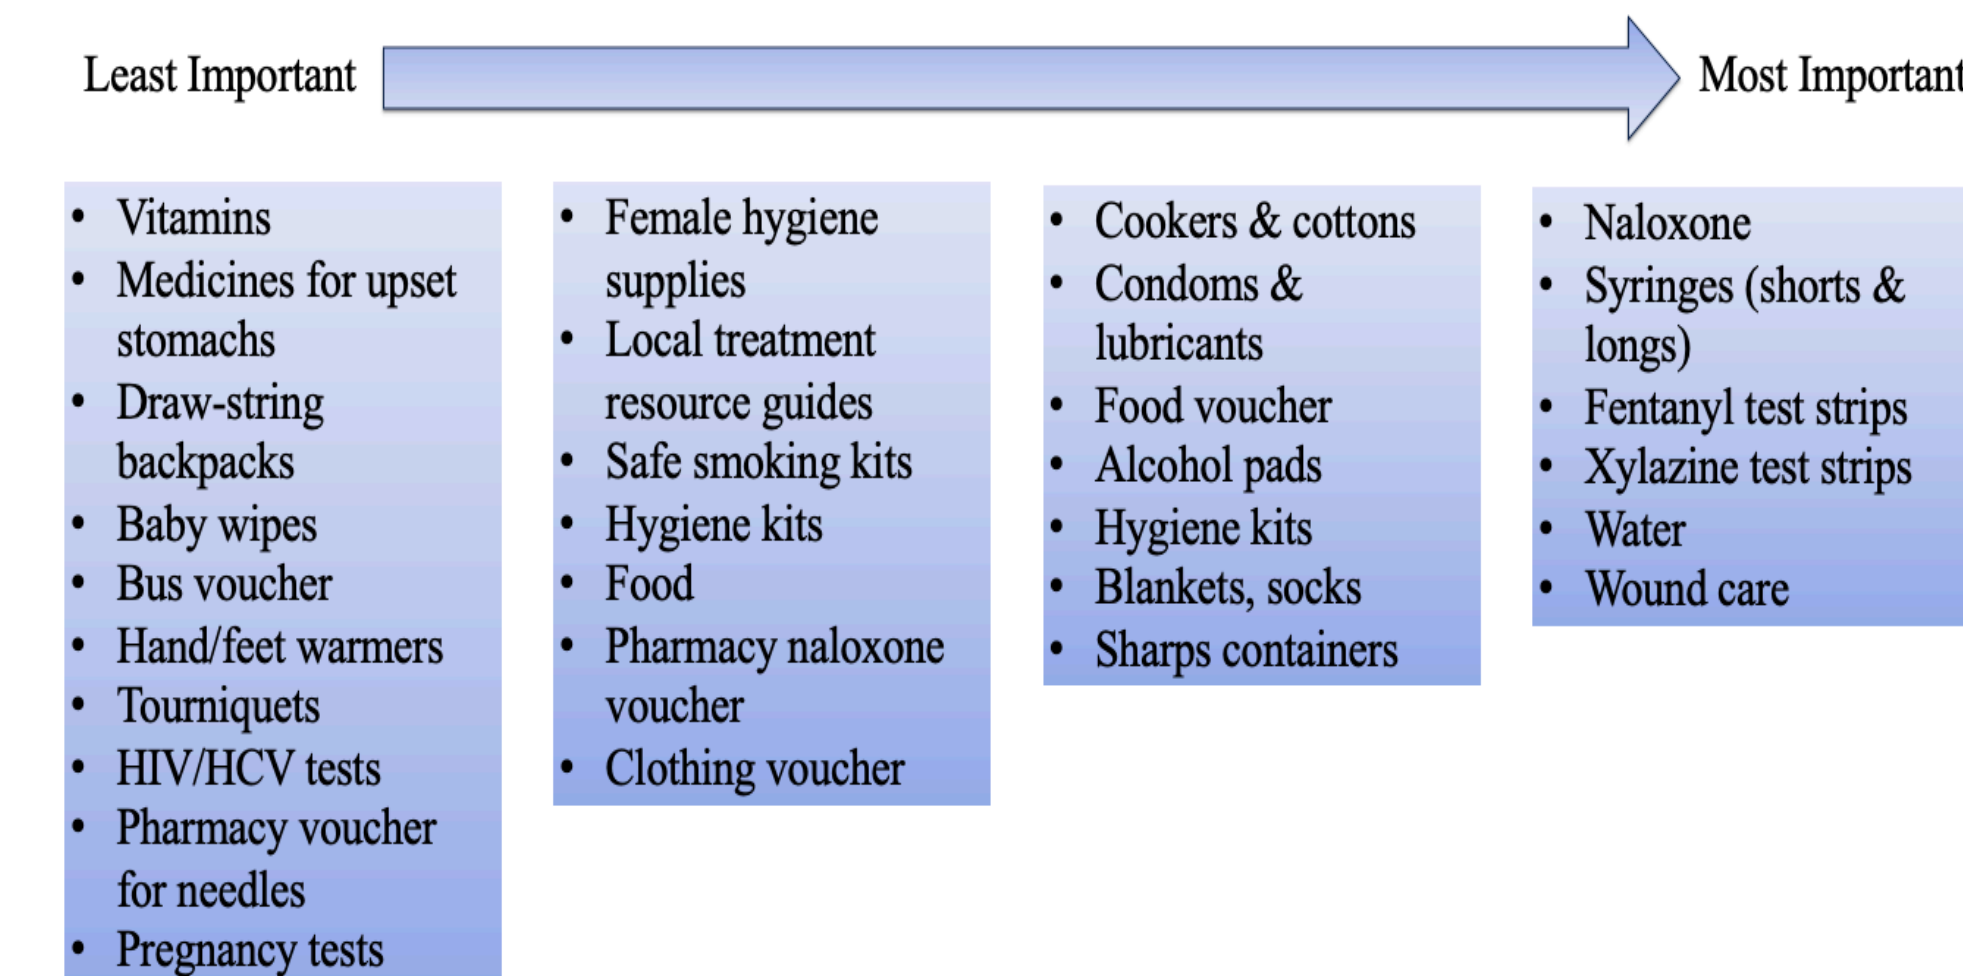 Least Important
Most Important
• Vitamins
• Medicines for upset
stomachs
• Draw-string
backpacks
• Baby wipes
• Bus voucher
• Hand/feet warmers
• Tourniquets
• HIV/HCV tests
• Pharmacy voucher
for needles
• Pregnancy tests
• Female hygiene
supplies
• Local treatment
resource guides
• Safe smoking kits
• Hygiene kits
• Food
• Pharmacy naloxone
voucher
• Clothing voucher
• Cookers & cottons
• Condoms &
lubricants
• Food voucher
• Alcohol pads
• Hygiene kits
• Blankets, socks
• Sharps containers
• Naloxone
• Syringes (shorts &
longs)
• Fentanyl test strips
• Xylazine test strips
• Water
• Wound care